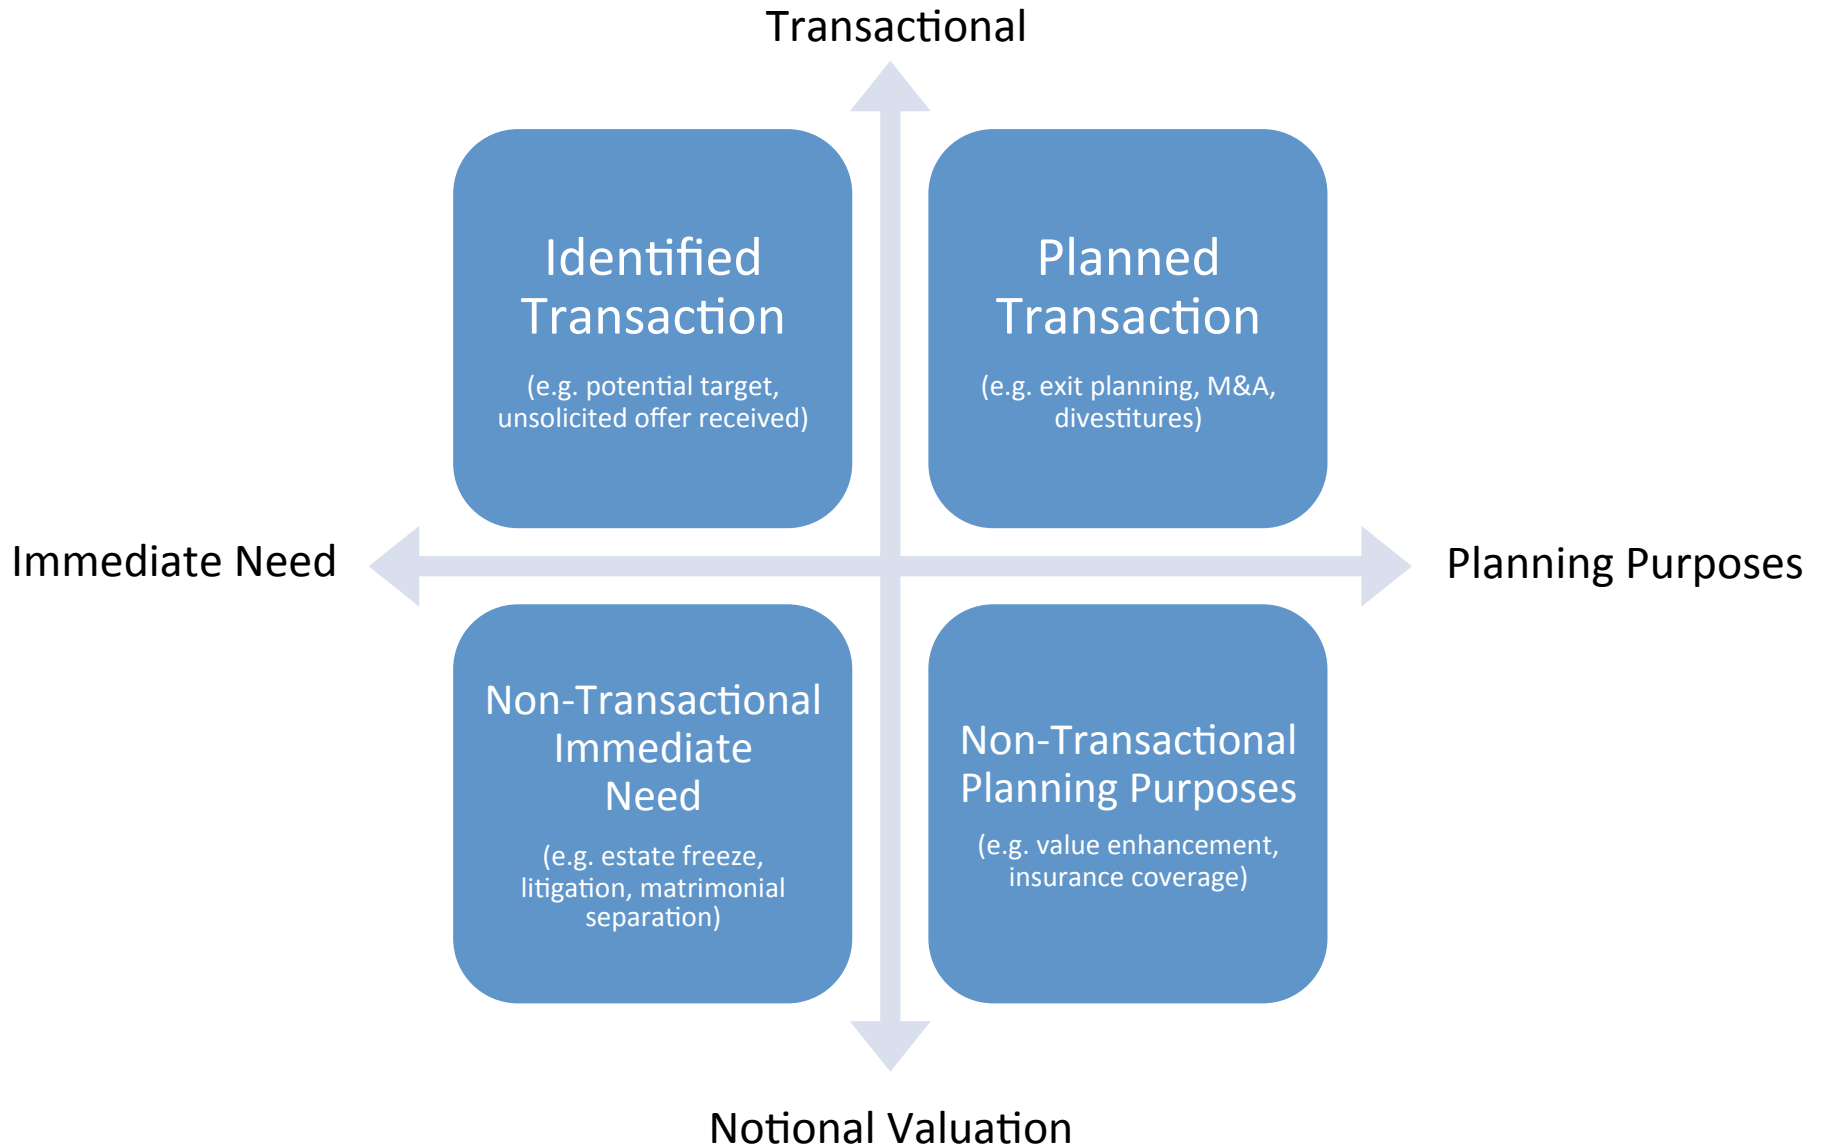 Transactional
Identified
Transaction
(e.g. potential target,
unsolicited offer received)
Planned
Transaction
(e.g. exit planning, M&A,
divestitures)
Immediate Need
Planning Purposes
Non-Transactional
Immediate
Need
(e.g. estate freeze,
litigation, matrimonial
separation)
Non-Transactional
Planning Purposes
(e.g. value enhancement,
insurance coverage)
Notional Valuation